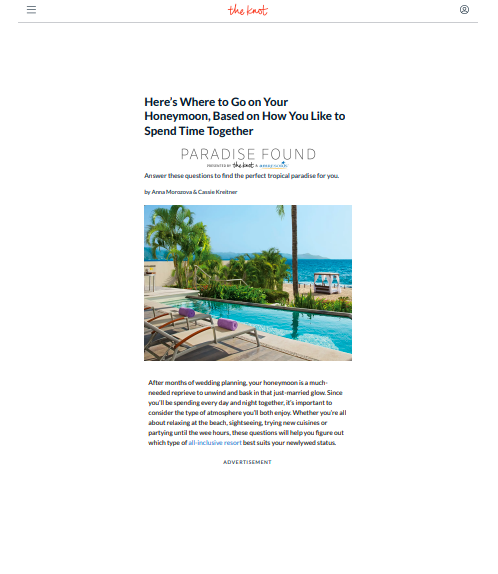 the knot
Here's Where to Go on Your
Honeymoon, Based on How You Like to
Spend Time Together
PARADISE FOUND
PRESENTED BY the knot &
Answer these questions to find the perfect tropical paradise for you.
by Anna Morozova & Cassie Kreitner
After months of wedding planning, your honeymoon is a much-
needed reprieve to unwind and bask in that just-married glow. Since
you'll be spending every day and night together, it's important to
consider the type of atmosphere you'll both enjoy. Whether you're all
about relaxing at the beach, sightseeing, trying new cuisines or
partying until the wee hours, these questions will help you figure out
which type of all-inclusive resort best suits your newlywed status.
ADVERTISEMENT